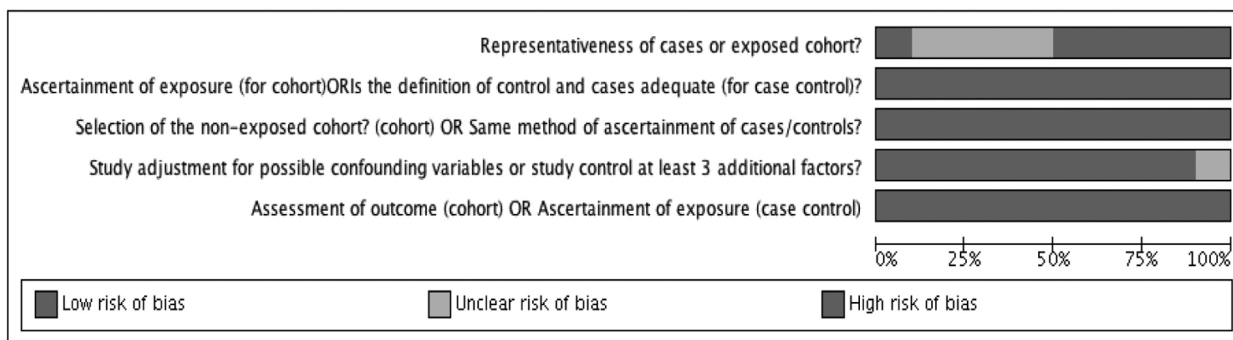 Representativeness of cases or exposed cohort?
Ascertainment of exposure (for cohort)ORIs the definition of control and cases adequate (for case control)?
Selection of the non-exposed cohort? (cohort) OR Same method of ascertainment of cases/controls?
Study adjustment for possible confounding variables or study control at least 3 additional factors?
Assessment of outcome (cohort) OR Ascertainment of exposure (case control)
0% 25% 50% 75% 100%
Low risk of bias Unclear risk of bias High risk of bias